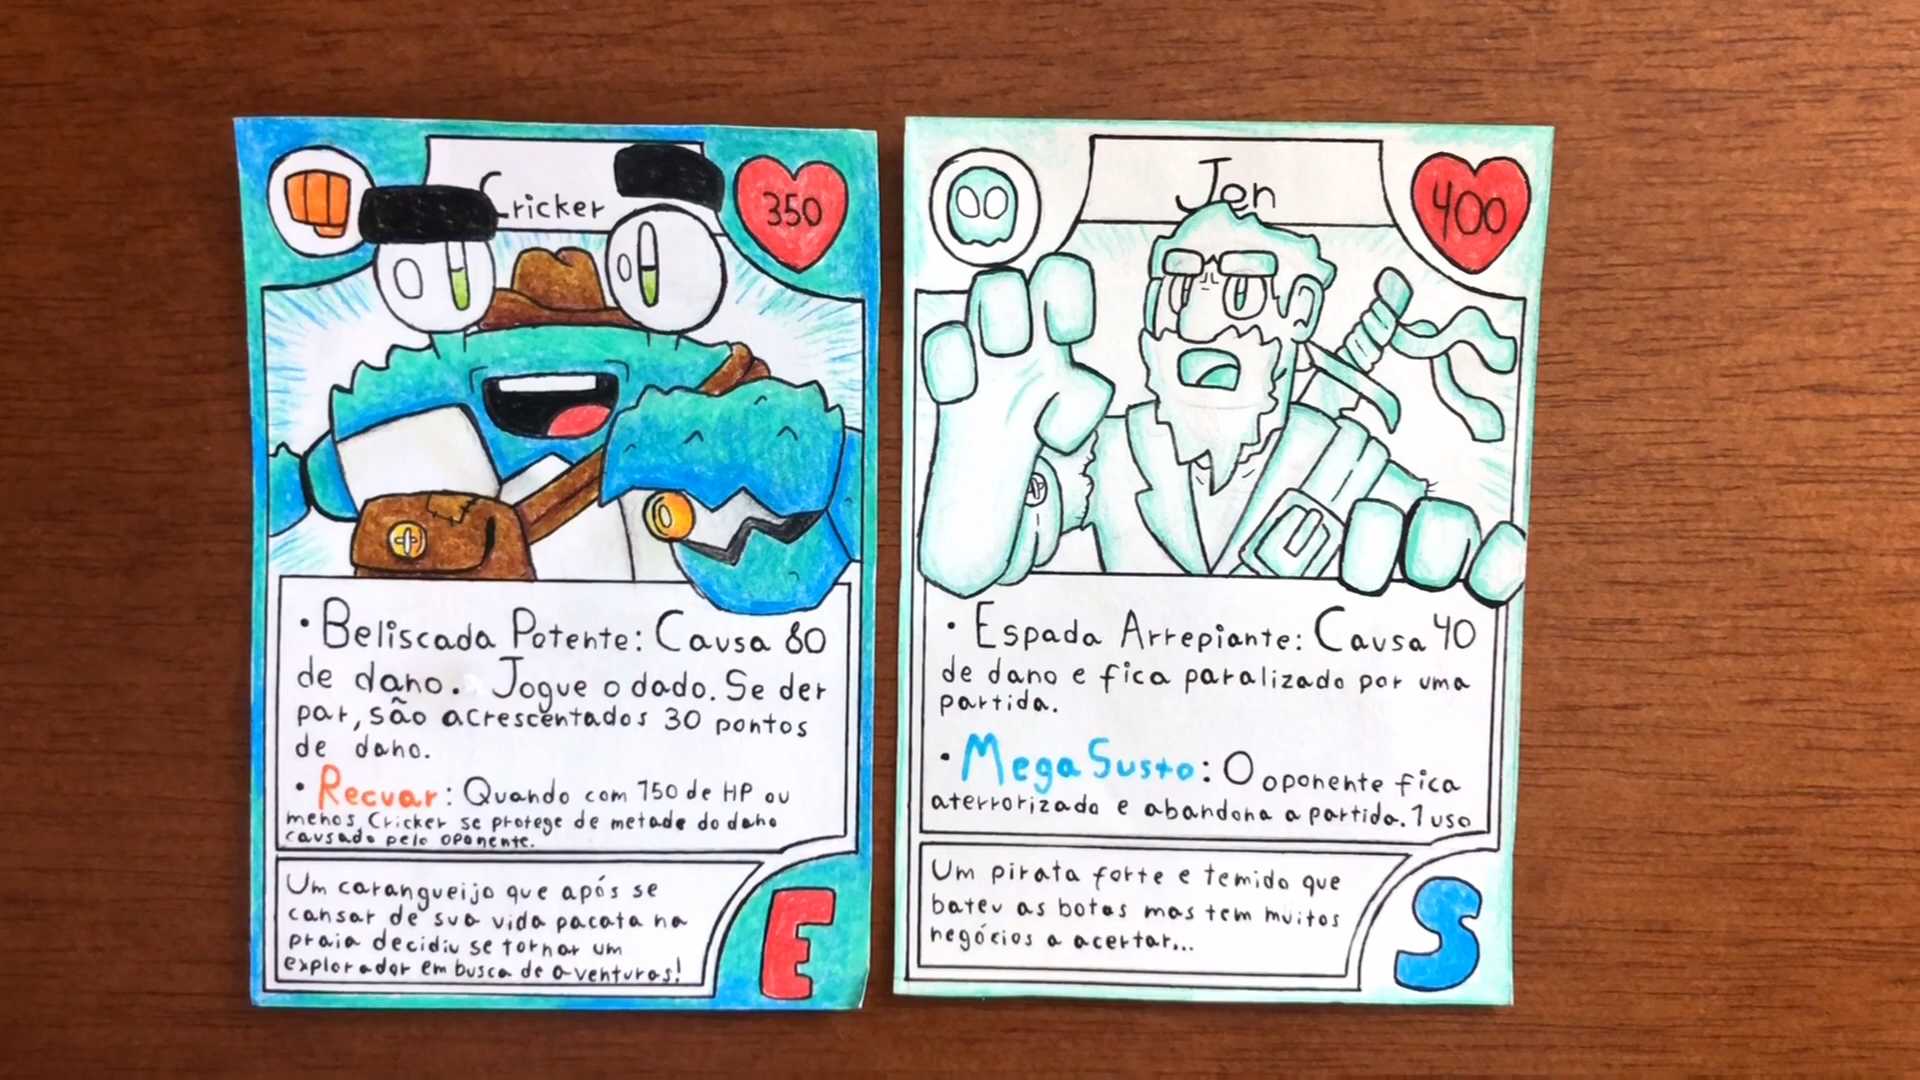 Cricker
350
• Beliscada Potente: Causa 80
de dano. Jogue o dado. Se der
par, são acrescentados 30 pontos
de dano.
• Recuar: Quando com 150 de HP ou
menos Cricker se protege de metade do dano
causado pelo oponente.
Um carangueijo que após se
cansar de sua vida pacata na
praia decidiu se tornar um
explorador em busca de aventuras!
E
Jen
400
• Espada Arrepiante: Causa 40
de dano e fica paralizado por uma
partida.
• Mega Susto: O oponente fica
aterrorizado e abandona a partida. 1 uso
Um pirata forte e temido que
bateu as botas mas tem muitos
negócios a acertar...
S